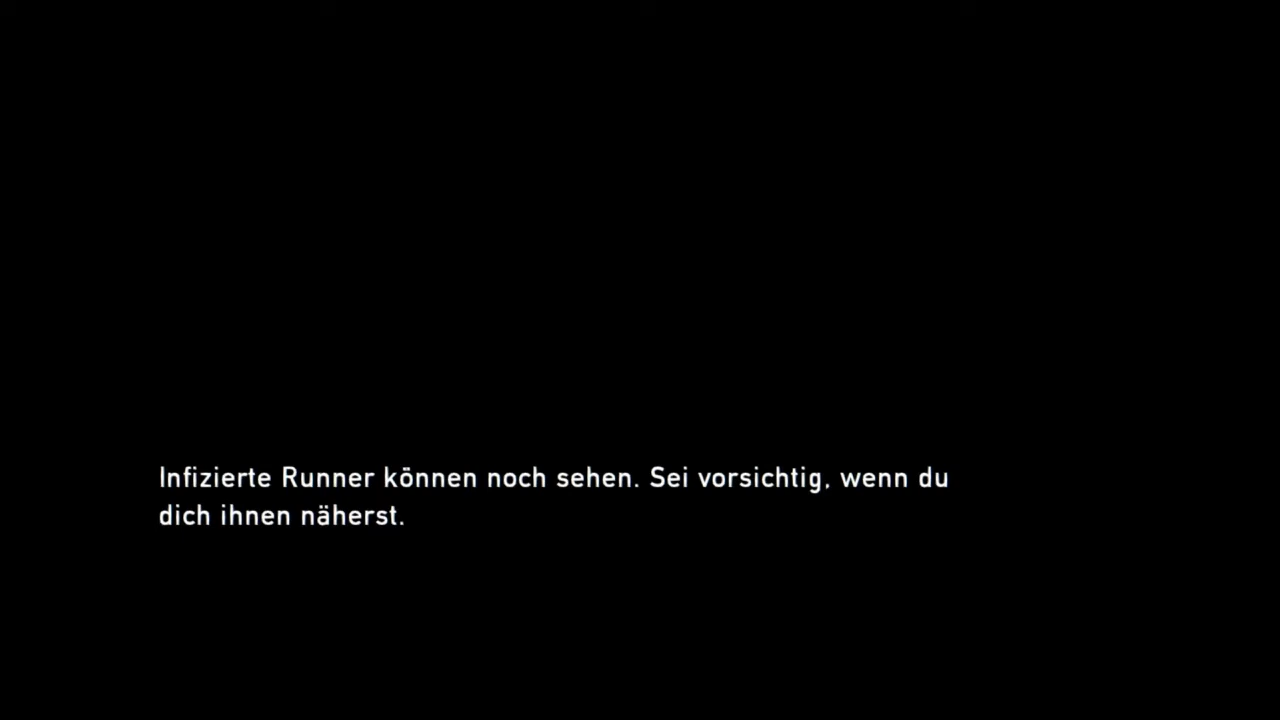 Infizierte Runner können noch sehen. Sei vorsichtig, wenn du
dich ihnen näherst.